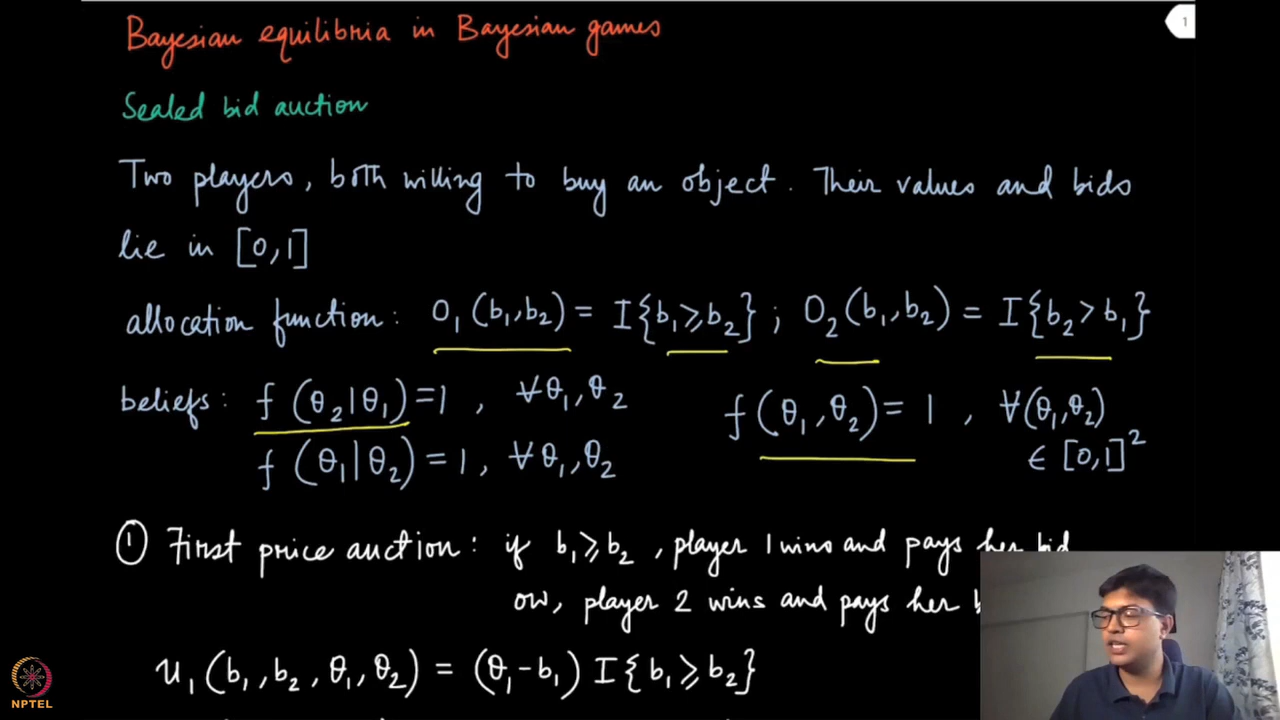 1
Bayesian equilibria in Bayesian games
Sealed bid auction
Two players, both willing to buy an object. Their values and bids
lie in [0,1]
allocation function: O₁(b₁,b₂) = I{b₁⩾b₂} ; O₂(b₁,b₂) = I{b₂>b₁}
beliefs: f(θ₂|θ₁)=1, ∀θ₁,θ₂ f(θ₁,θ₂)=1, ∀(θ₁,θ₂)
f(θ₁|θ₂)=1, ∀θ₁,θ₂ ∈ [0,1]²
① First price auction: if b₁⩾b₂, player 1 wins and pays her bid
ow, player 2 wins and pays her
u₁(b₁,b₂,θ₁,θ₂) = (θ₁-b₁) I{b₁⩾b₂}
NPTEL